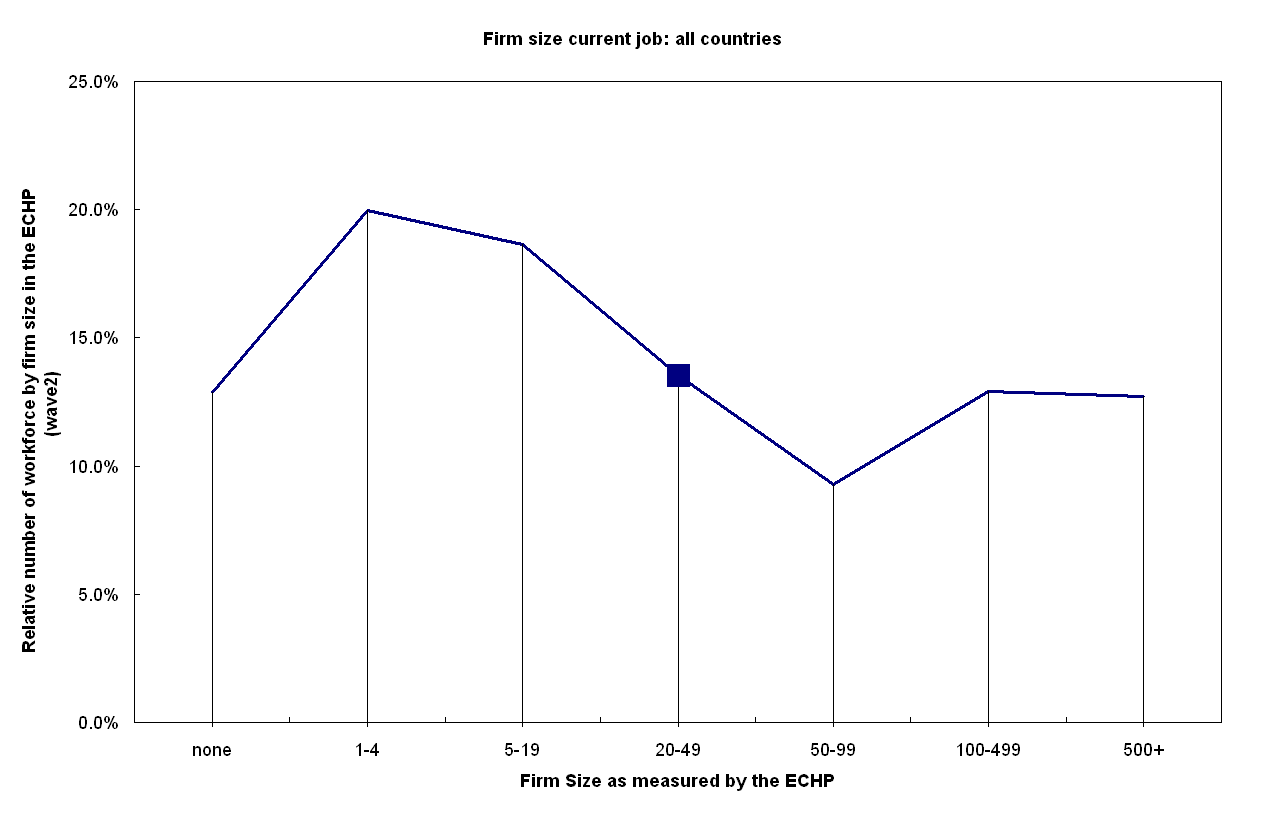 Firm size current job: all countries
25.0%
20.0%
15.0%
10.0%
5.0%
0.0%
Relative number of workforce by firm size in the ECHP
(wave2)
none
1-4
5-19
20-49
50-99
100-499
500+
Firm Size as measured by the ECHP